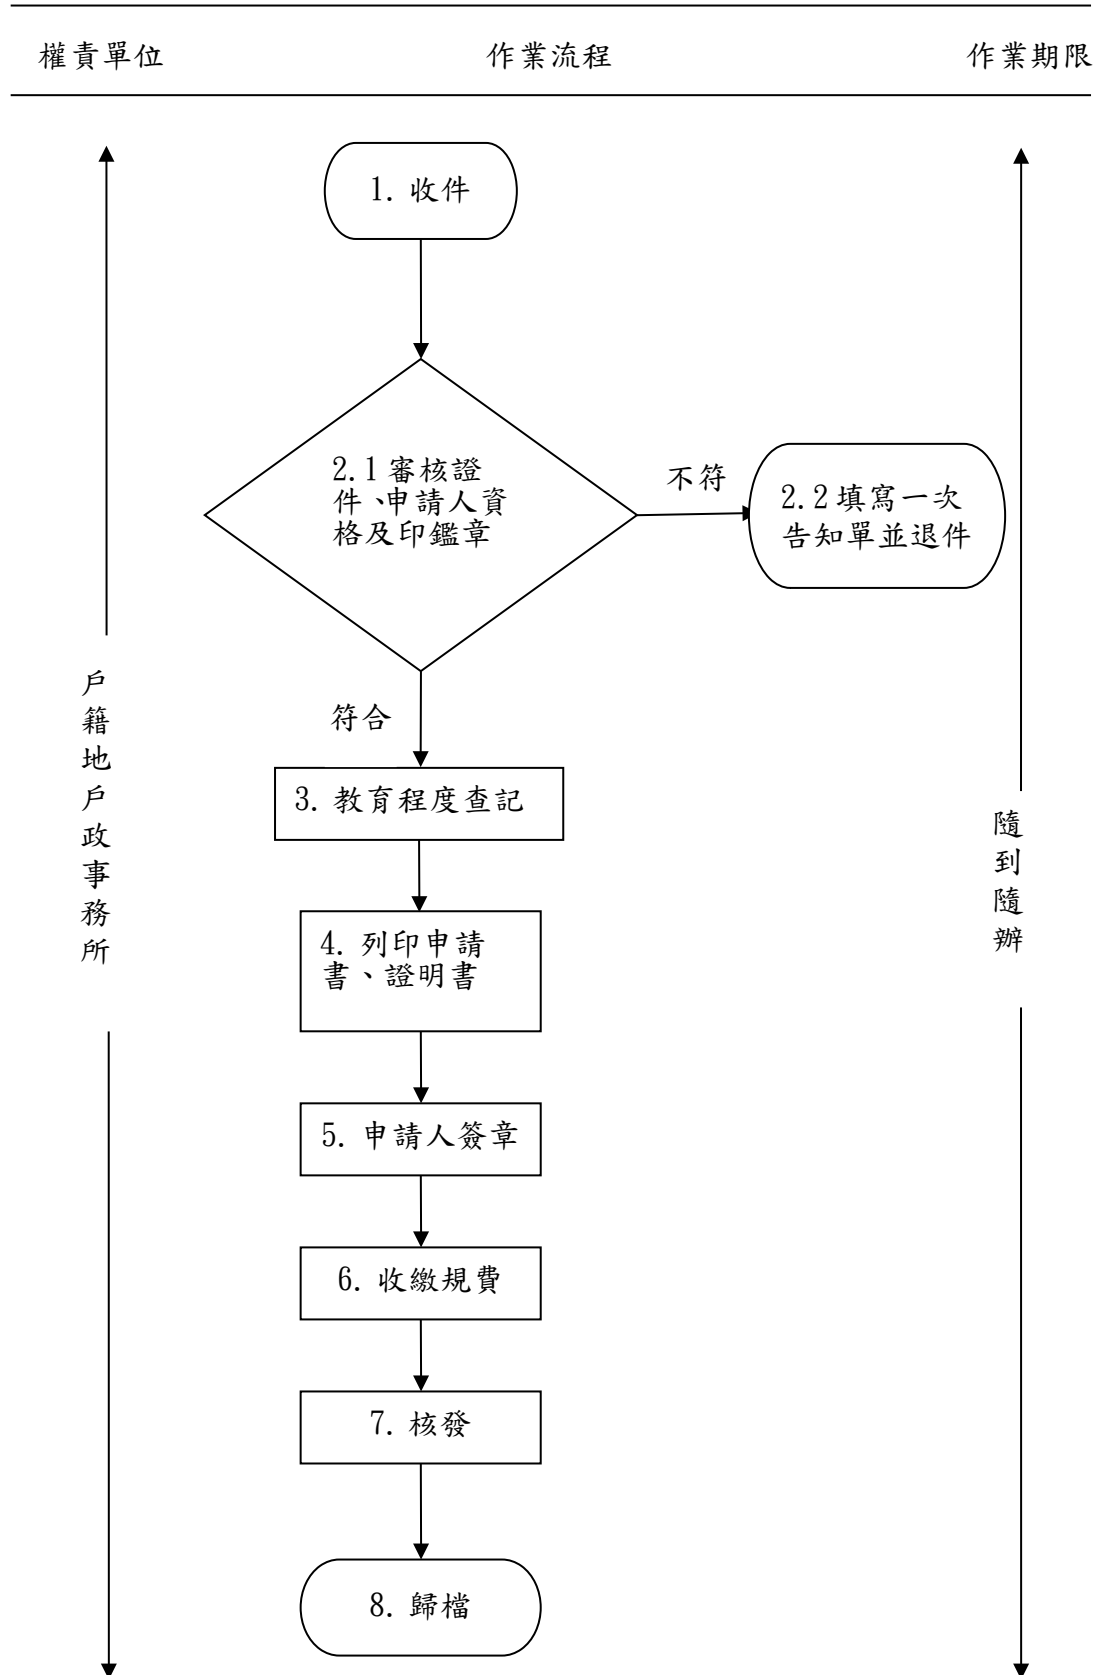 權責單位 作業流程 作業期限
1. 收件
2.1 審核證
件、申請人資
格及印鑑章
不符
2.2 填寫一次
告知單並退件
符合
3. 教育程度查記
4. 列印申請
書、證明書
5. 申請人簽章
6. 收繳規費
7. 核發
8. 歸檔
戶籍地戶政事務所
隨到隨辦